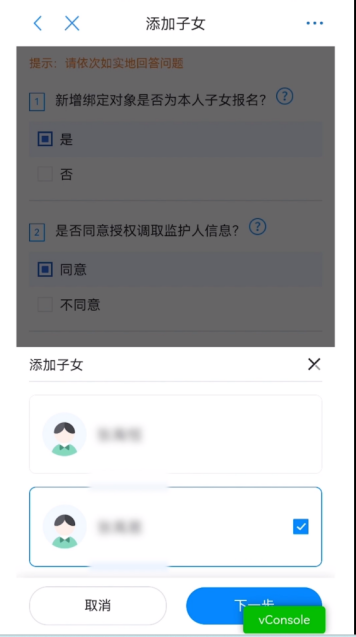 添加子女
提示：请依次如实地回答问题
1 新增绑定对象是否为本人子女报名？ ?
是
否
2 是否同意授权调取监护人信息？ ?
同意
不同意
添加子女
取消
下一步
vConsole